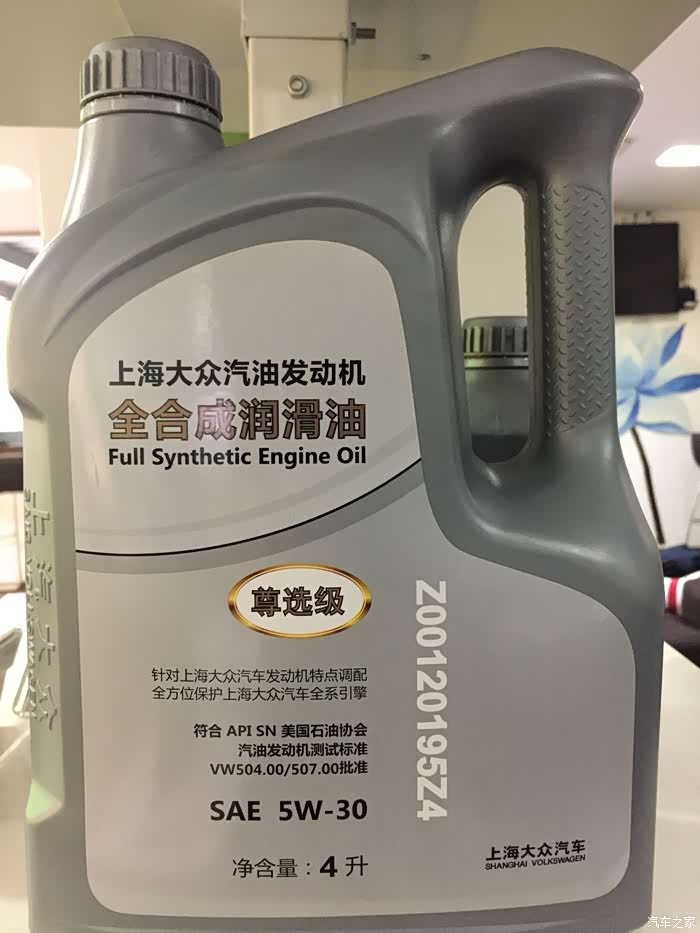 上海大众汽油发动机
全合成润滑油
Full Synthetic Engine Oil
尊选级
针对上海大众汽车发动机特点调配
全方位保护上海大众汽车全系引擎
符合 API SN 美国石油协会
汽油发动机测试标准
VW504.00/507.00批准
SAE 5W-30
净含量：4 升
Z00120195Z4
上海大众汽车
SHANGHAI VOLKSWAGEN
上汽大众
汽车之家